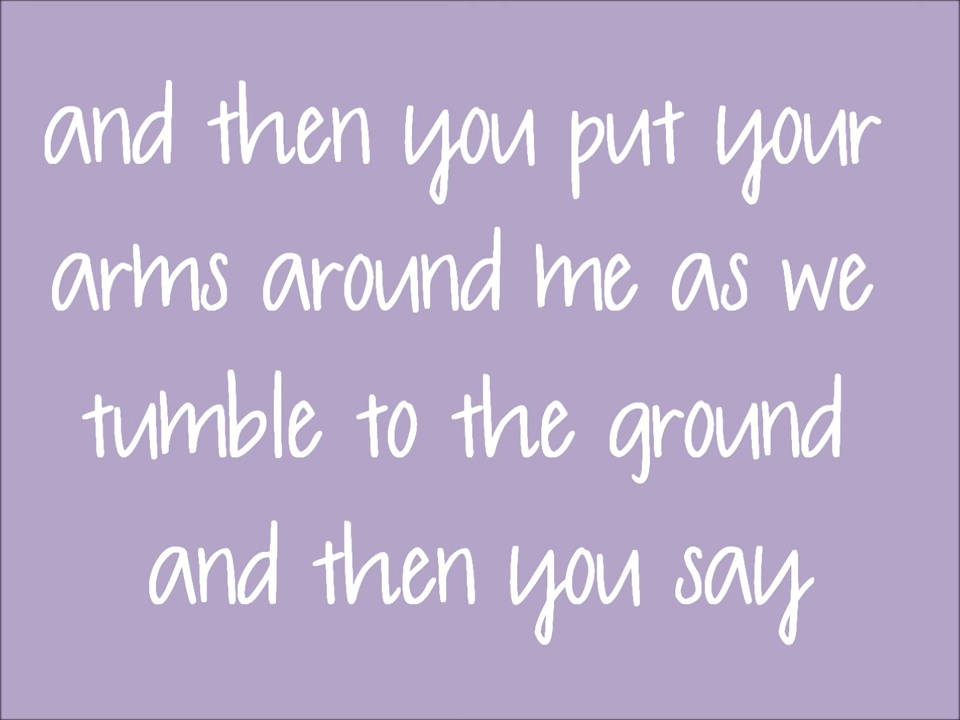 and then you put your
arms around me as we
tumble to the ground
and then you say